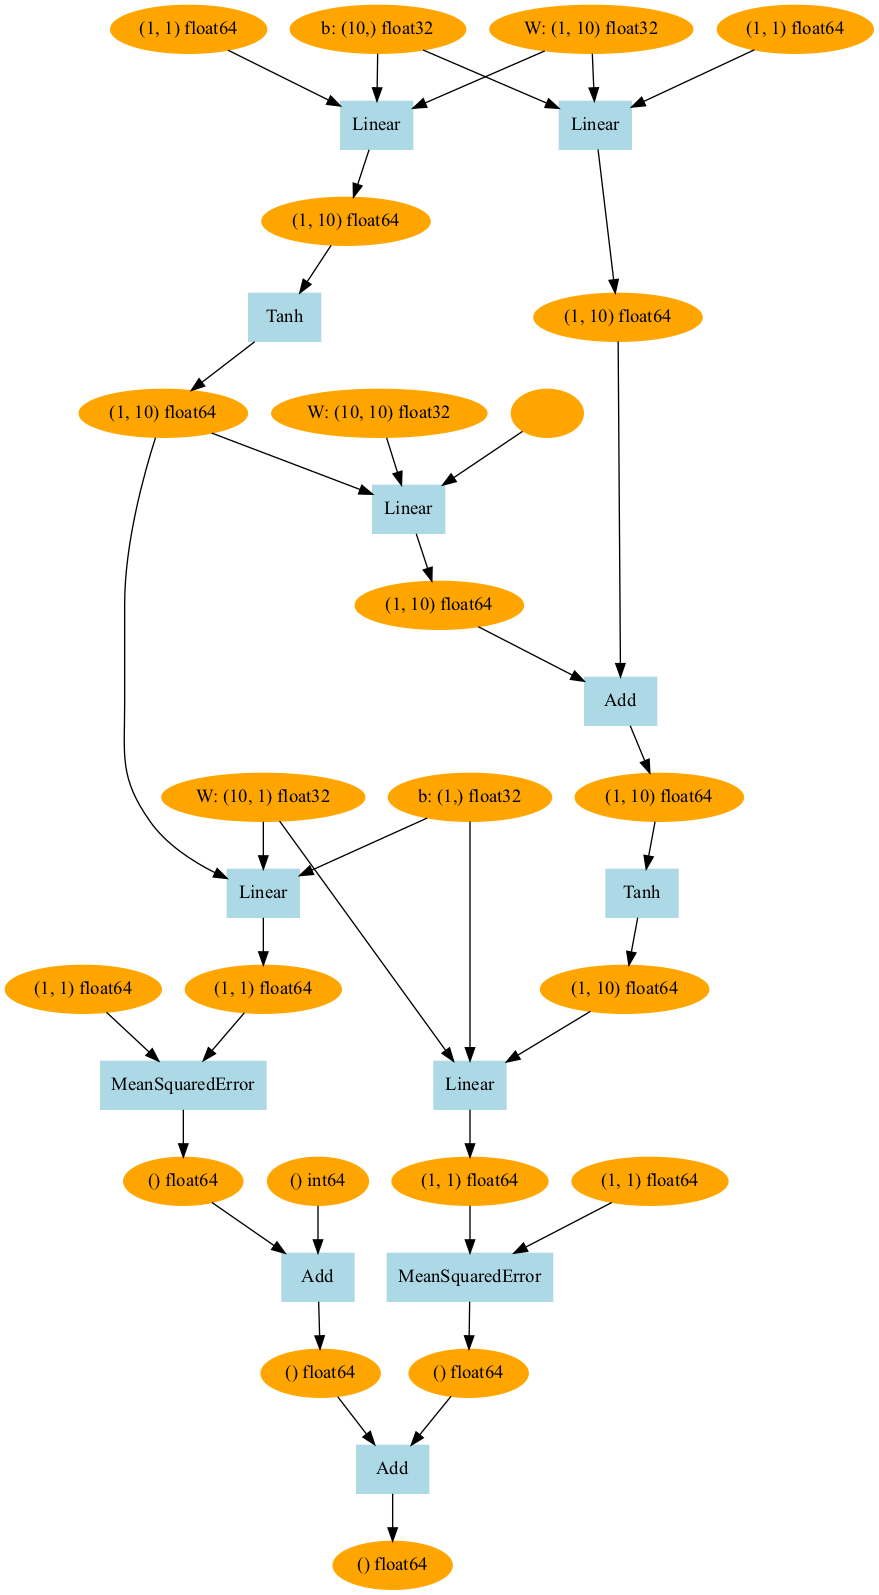 (1, 1) float64
b: (10,) float32
W: (1, 10) float32
(1, 1) float64
Linear
Linear
(1, 10) float64
Tanh
(1, 10) float64
(1, 10) float64
W: (10, 10) float32
Linear
(1, 10) float64
Add
W: (10, 1) float32
b: (1,) float32
(1, 10) float64
Linear
Tanh
(1, 1) float64
(1, 1) float64
(1, 10) float64
MeanSquaredError
Linear
() float64
() int64
(1, 1) float64
(1, 1) float64
Add
MeanSquaredError
() float64
() float64
Add
() float64